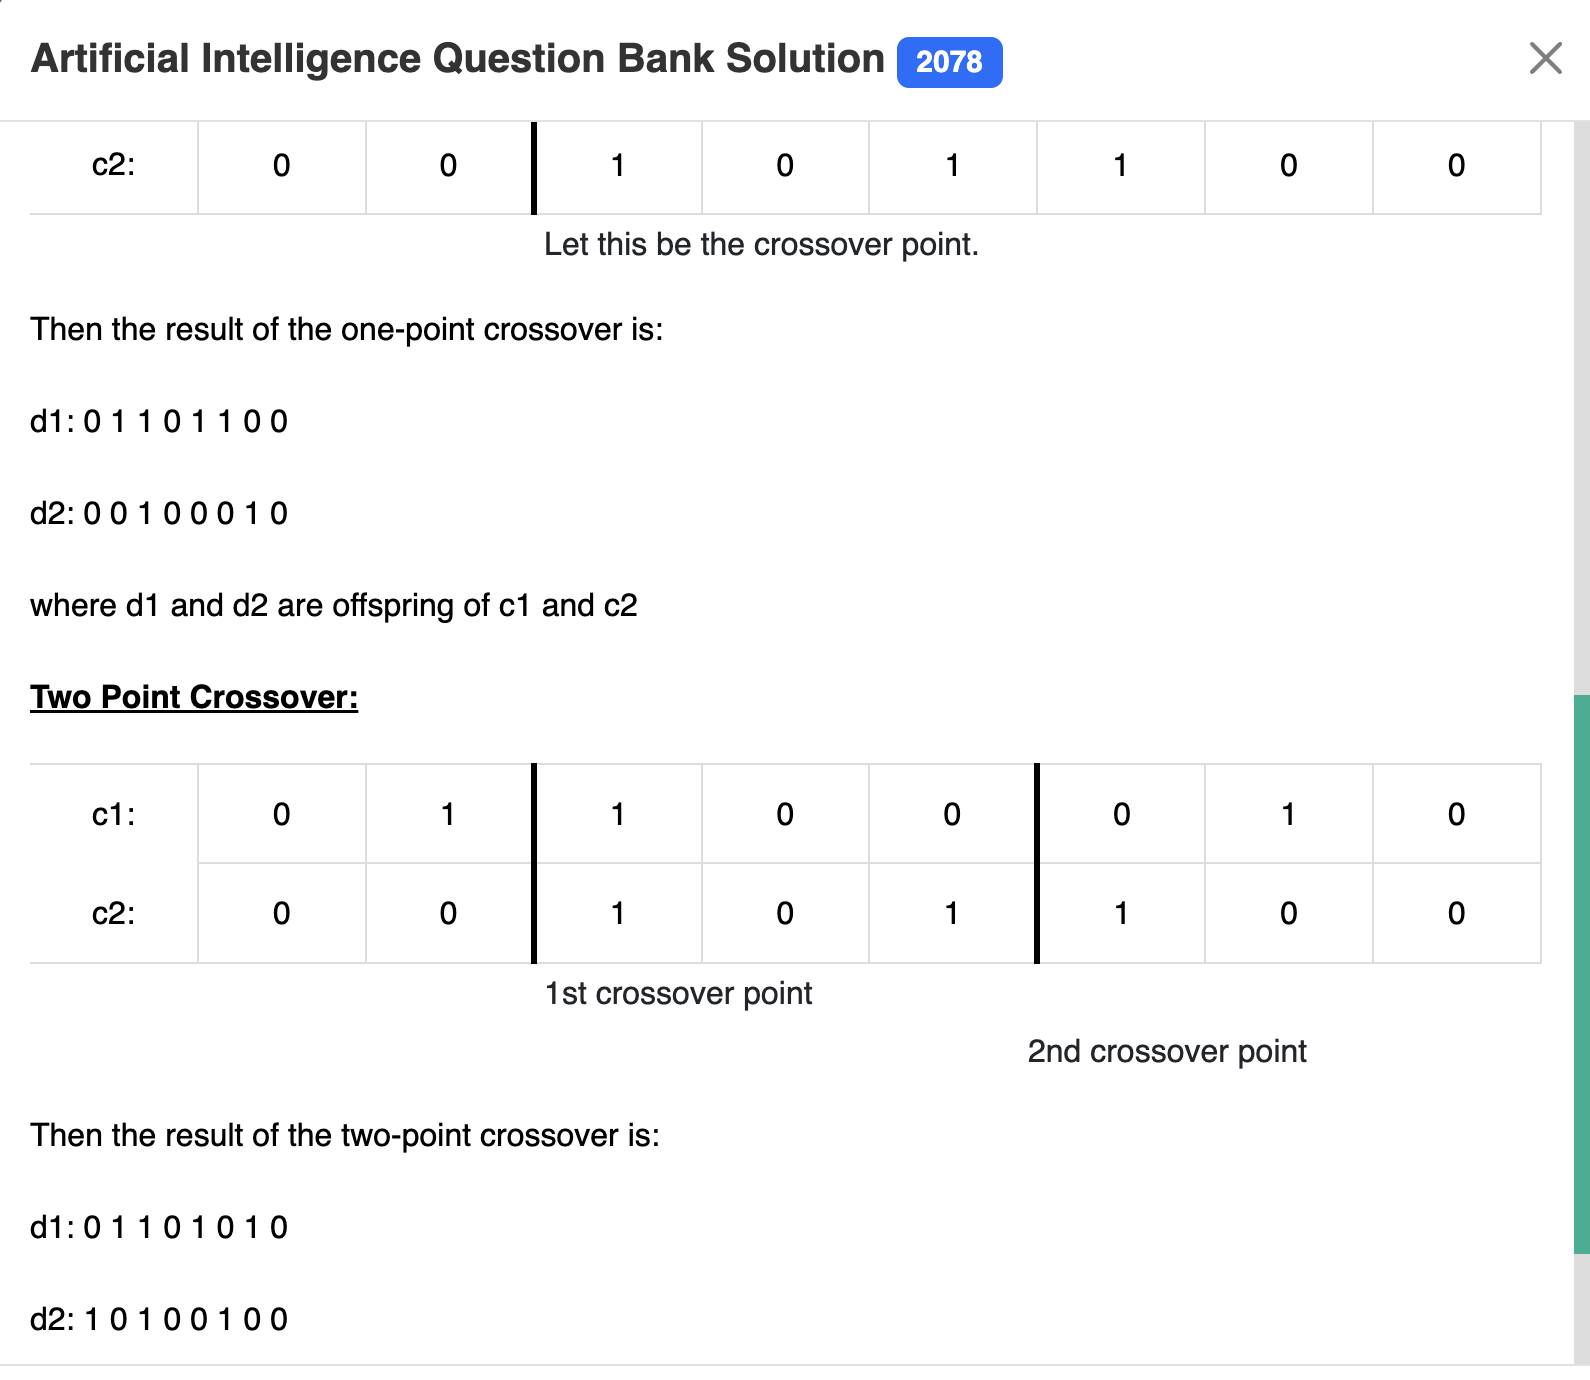 Artificial Intelligence Question Bank Solution 2078
c2: 0 0 1 0 1 1 0 0
Let this be the crossover point.
Then the result of the one-point crossover is:
d1: 0 1 1 0 1 1 0 0
d2: 0 0 1 0 0 0 1 0
where d1 and d2 are offspring of c1 and c2
Two Point Crossover:
c1: 0 1 1 0 0 0 1 0
c2: 0 0 1 0 1 1 0 0
1st crossover point
2nd crossover point
Then the result of the two-point crossover is:
d1: 0 1 1 0 1 0 1 0
d2: 1 0 1 0 0 1 0 0